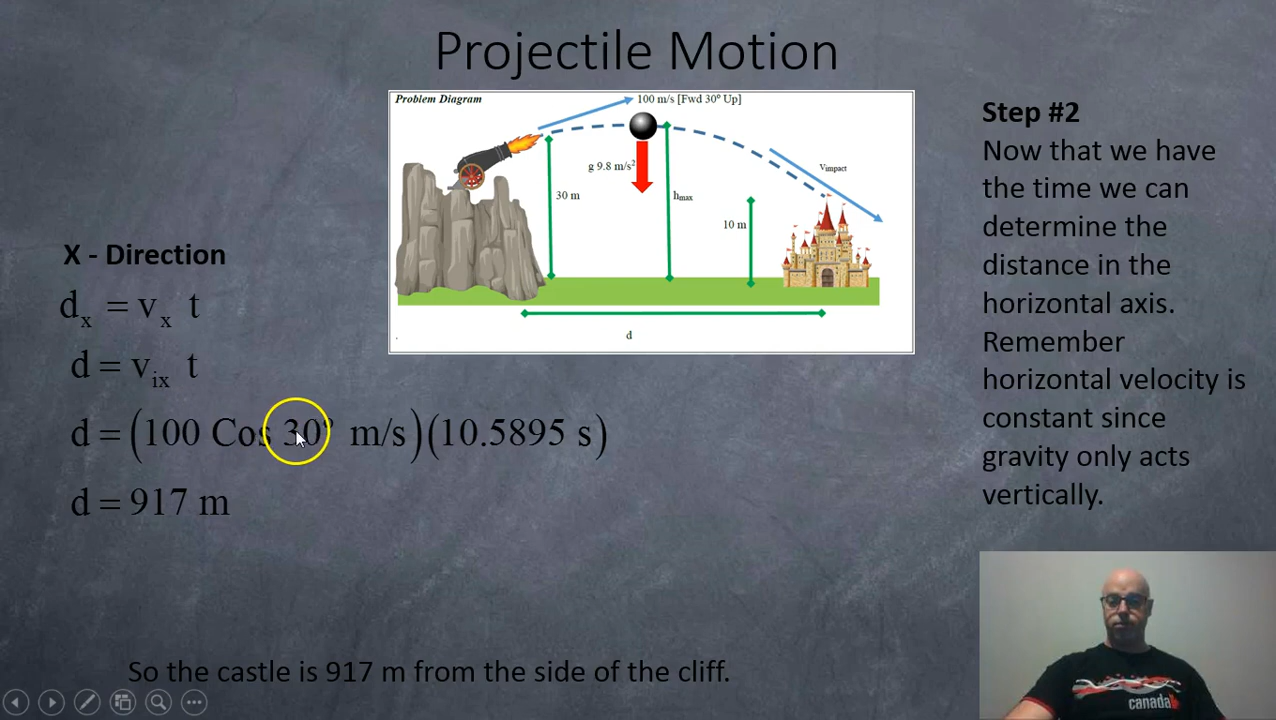 Projectile Motion
Problem Diagram
100 m/s [Fwd 30° Up]
g 9.8 m/s²
Vimpact
30 m
hmax
10 m
d
X - Direction
dx = vx t
d = vix t
d = (100 Cos 30° m/s)(10.5895 s)
d = 917 m
Step #2
Now that we have
the time we can
determine the
distance in the
horizontal axis.
Remember
horizontal velocity is
constant since
gravity only acts
vertically.
So the castle is 917 m from the side of the cliff.
canada